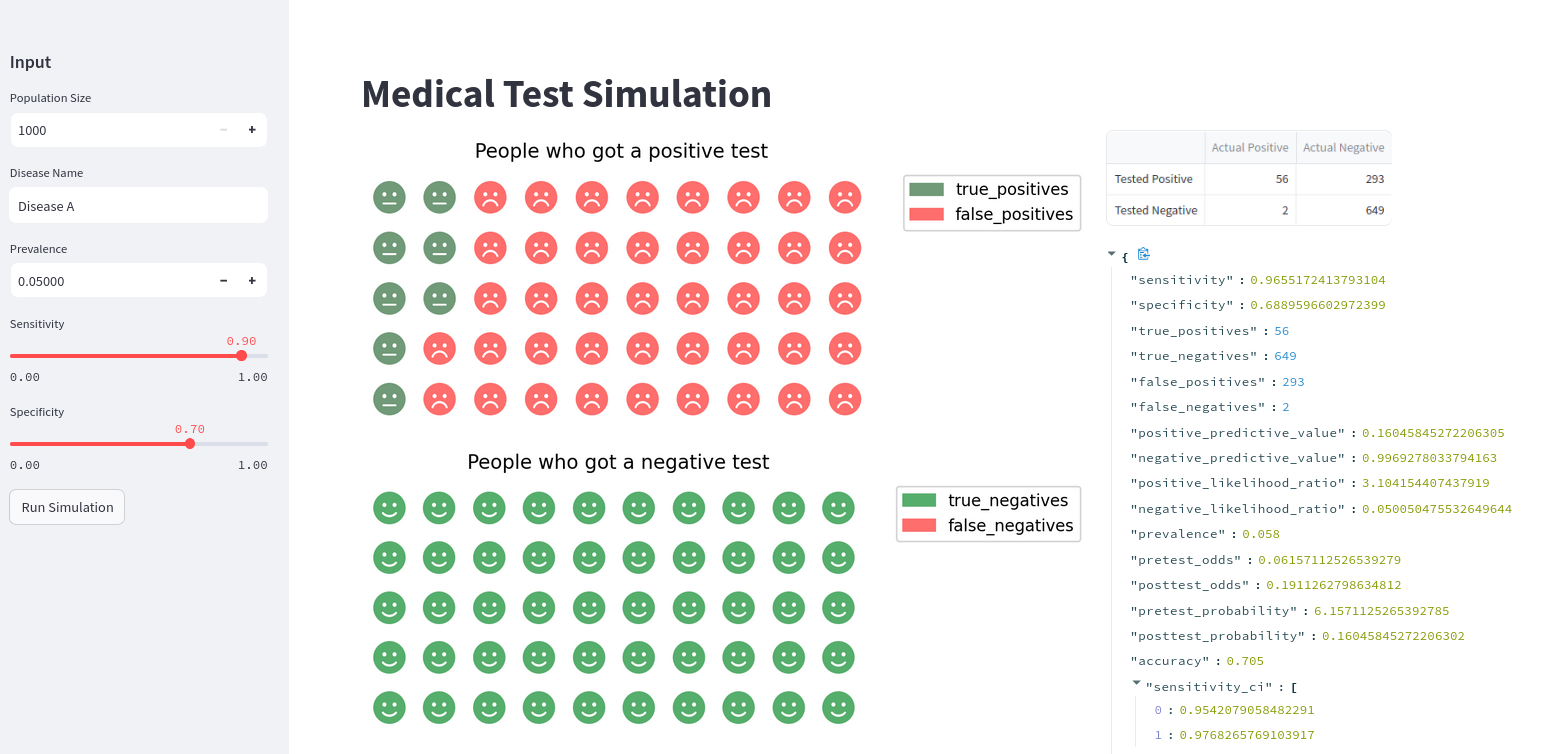 Input
Population Size
1000
Disease Name
Disease A
Prevalence
0.05000
Sensitivity
0.90
0.00 1.00
Specificity
0.70
0.00 1.00
Run Simulation
Medical Test Simulation
People who got a positive test
true_positives
false_positives
People who got a negative test
true_negatives
false_negatives
Actual Positive Actual Negative
Tested Positive 56 293
Tested Negative 2 649
{
"sensitivity" : 0.9655172413793104
"specificity" : 0.6889596602972399
"true_positives" : 56
"true_negatives" : 649
"false_positives" : 293
"false_negatives" : 2
"positive_predictive_value" : 0.16045845272206305
"negative_predictive_value" : 0.9969278033794163
"positive_likelihood_ratio" : 3.104154407437919
"negative_likelihood_ratio" : 0.050050475532649644
"prevalence" : 0.058
"pretest_odds" : 0.06157112526539279
"posttest_odds" : 0.1911262798634812
"pretest_probability" : 6.1571125265392785
"posttest_probability" : 0.16045845272206302
"accuracy" : 0.705
"sensitivity_ci" : [
0 : 0.9542079058482291
1 : 0.9768265769103917